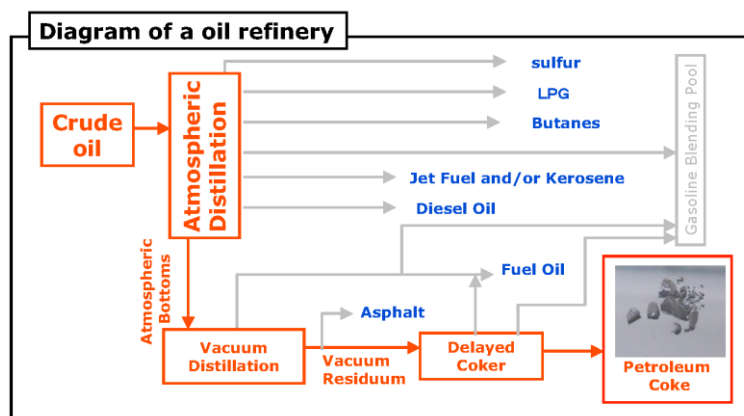 Diagram of a oil refinery
sulfur
LPG
Butanes
Crude
oil
Atmospheric
Distillation
Gasoline Blending Pool
Jet Fuel and/or Kerosene
Diesel Oil
Atmospheric
Bottoms
Fuel Oil
Asphalt
Vacuum
Distillation
Vacuum
Residuum
Delayed
Coker
Petroleum
Coke